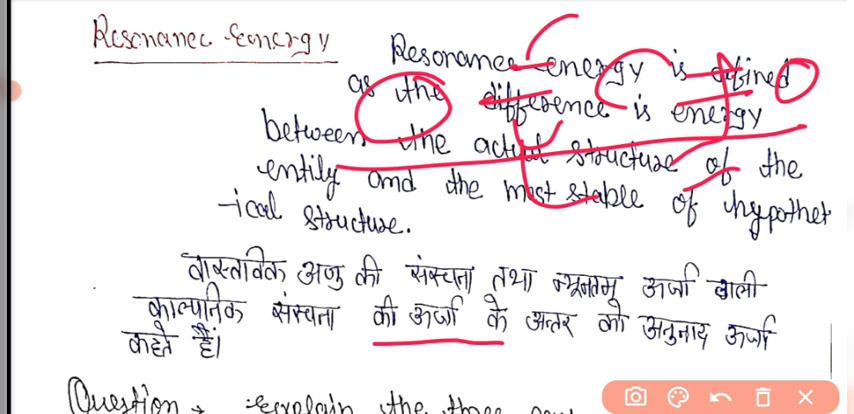 Resonance Energy
Resonance energy is defined
as the difference is energy
between the actual structure of the
entily and the most stable of hypothet
-ical structure.
वास्तविक अणु की संरचना तथा न्यूनतम ऊर्जा वाली
काल्पनिक संरचना की ऊर्जा के अन्तर को अनुनाद ऊर्जा
कहते हैं।
Question → Explain the three